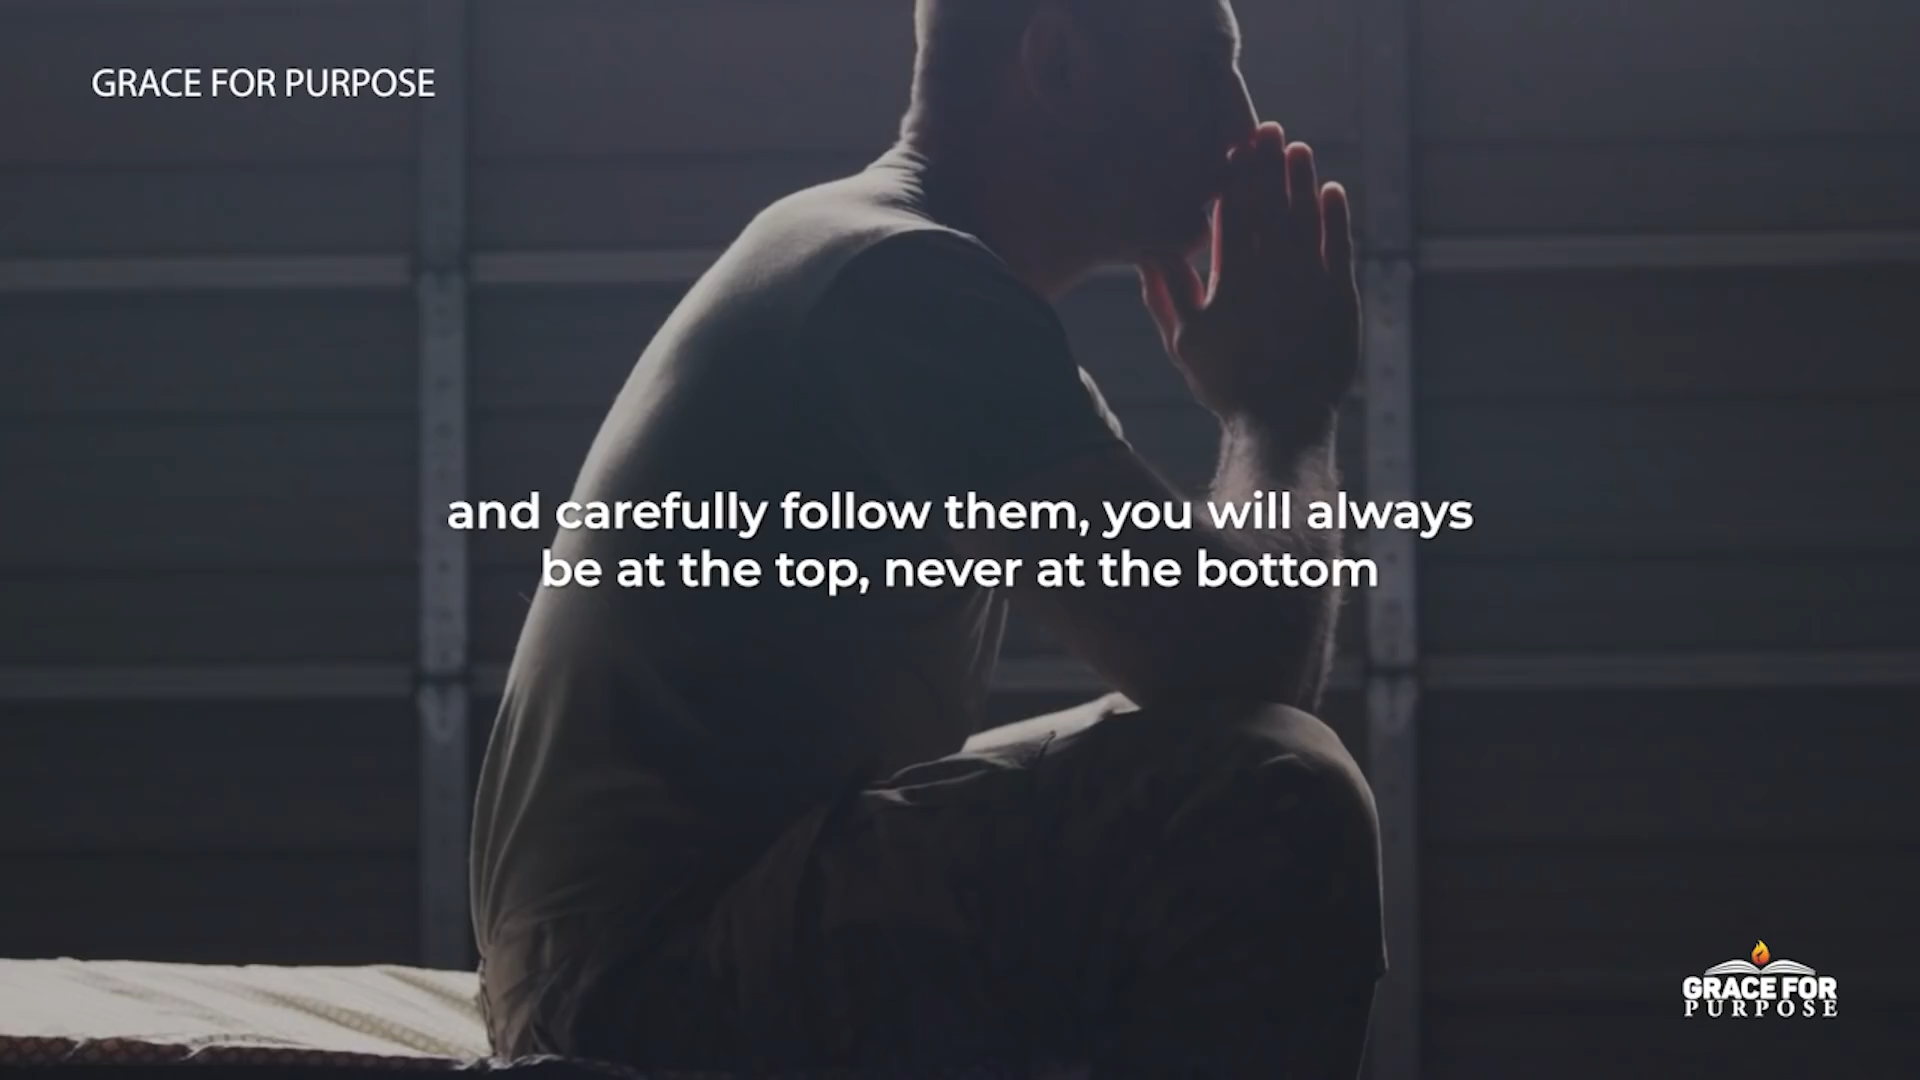 GRACE FOR PURPOSE
and carefully follow them, you will always
be at the top, never at the bottom
GRACE FOR
PURPOSE